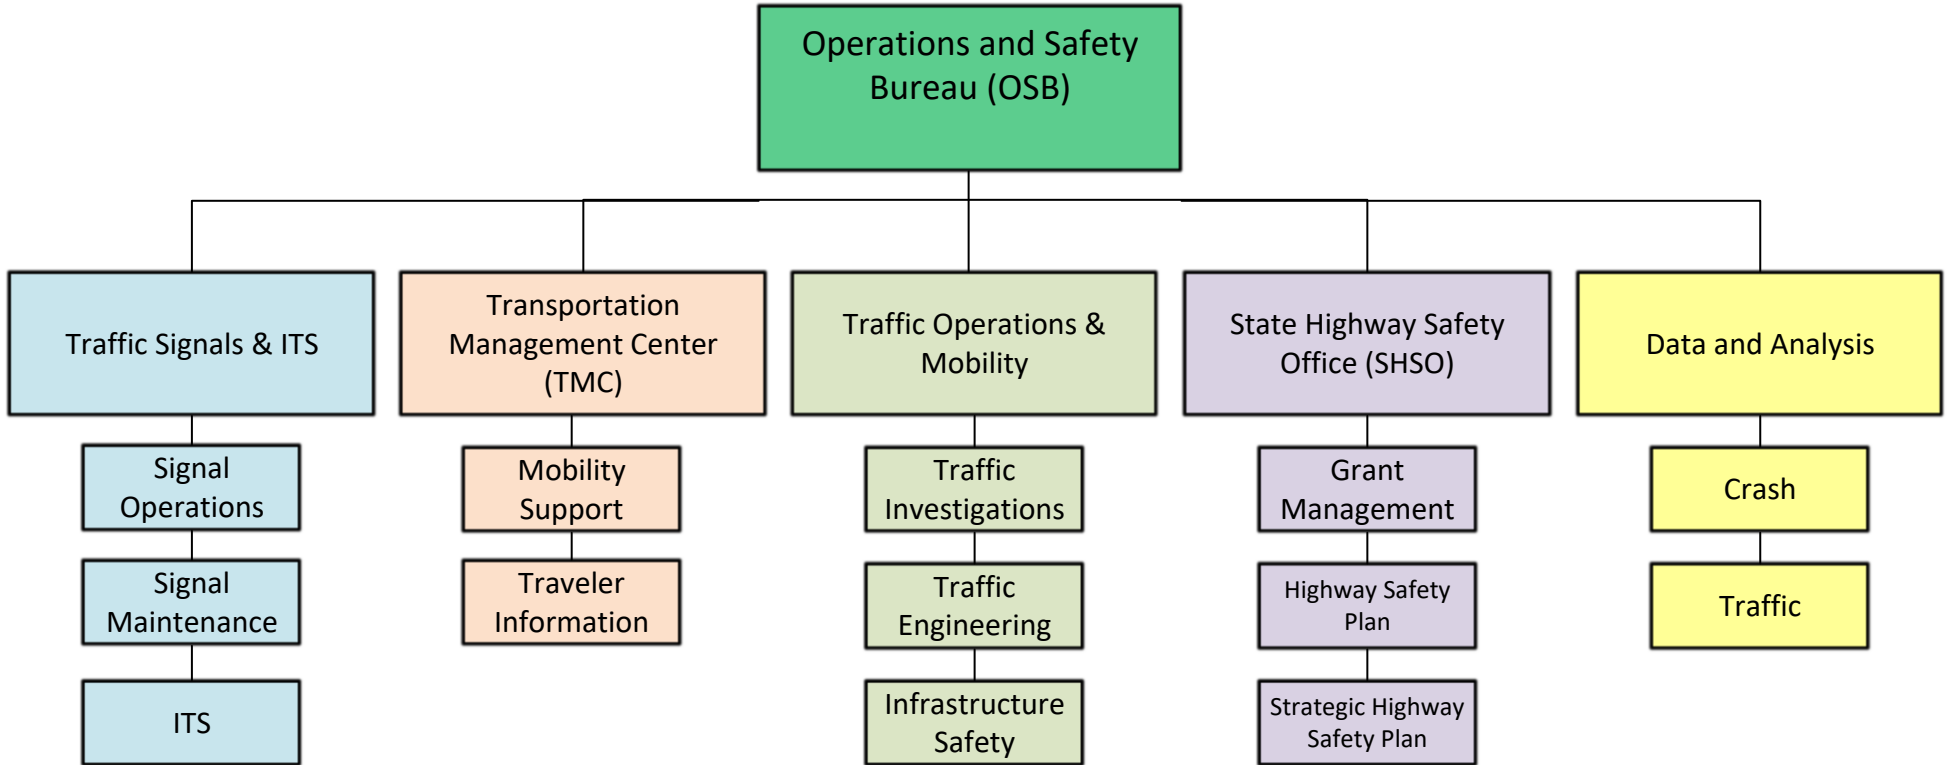 Operations and Safety
Bureau (OSB)
Traffic Signals & ITS
Transportation
Management Center
(TMC)
Traffic Operations &
Mobility
State Highway Safety
Office (SHSO)
Data and Analysis
Signal
Operations
Signal
Maintenance
ITS
Mobility
Support
Traveler
Information
Traffic
Investigations
Traffic
Engineering
Infrastructure
Safety
Grant
Management
Highway Safety
Plan
Strategic Highway
Safety Plan
Crash
Traffic